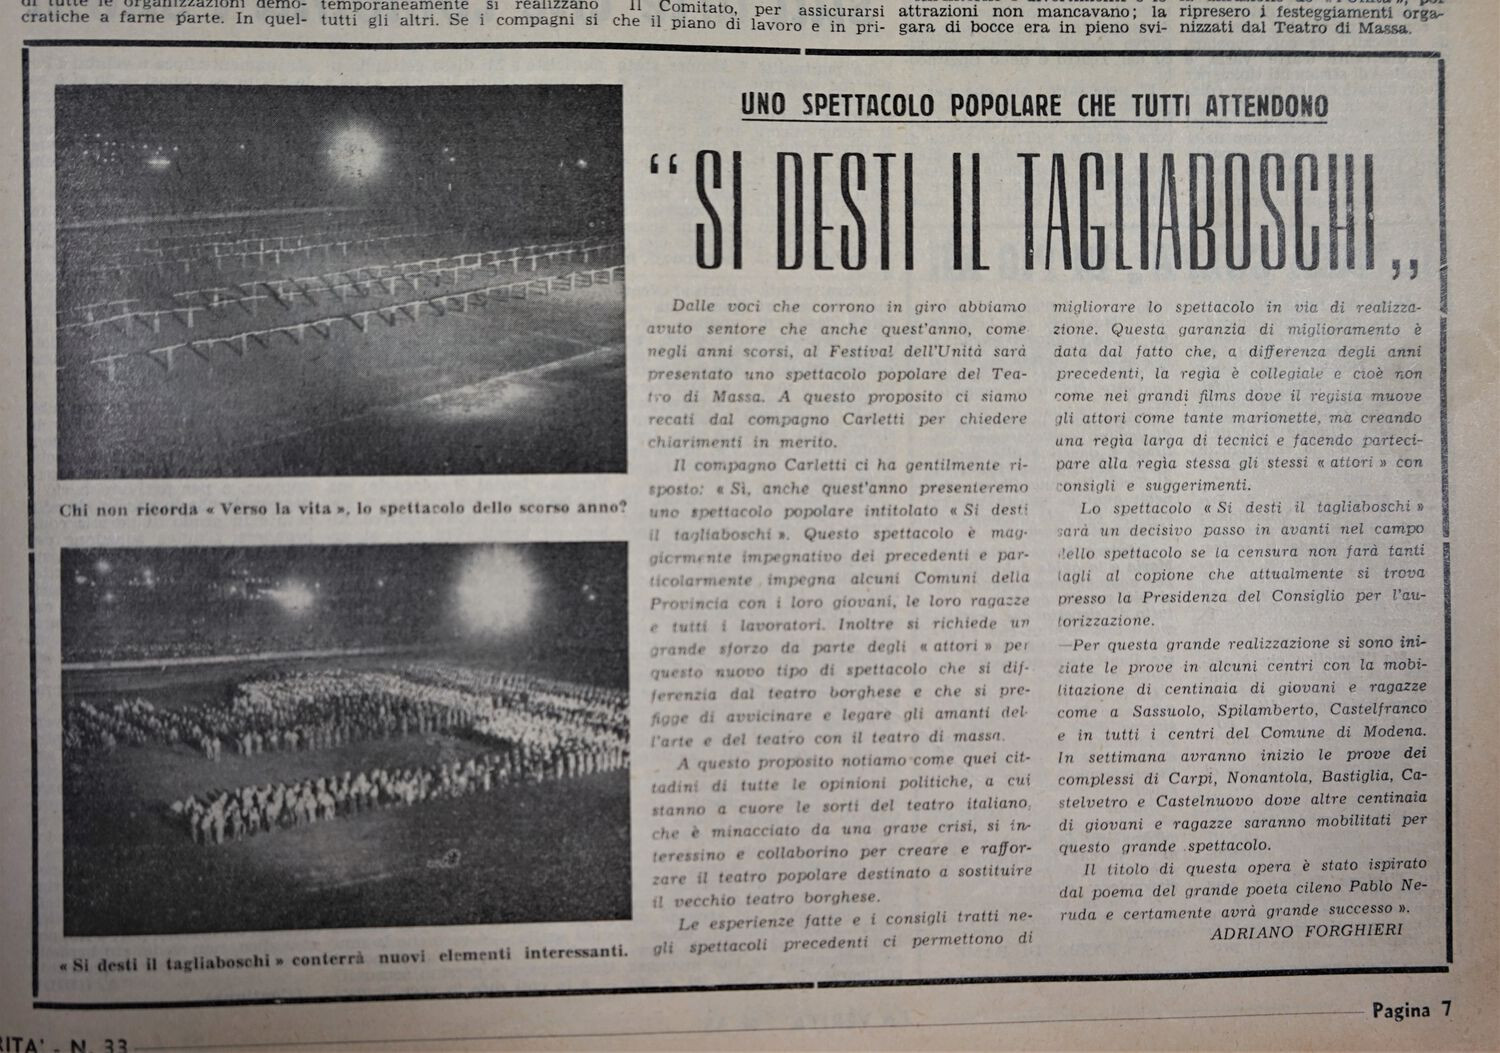 di tutte le organizzazioni demo-
cratiche a farne parte. In quel-
temporaneamente si realizzano
tutti gli altri. Se i compagni si
Il Comitato, per assicurarsi
che il piano di lavoro e in pri-
attrazioni non mancavano; la
gara di bocce era in pieno svi-
ripresero i festeggiamenti orga-
nizzati dal Teatro di Massa.
UNO SPETTACOLO POPOLARE CHE TUTTI ATTENDONO
“SI DESTI IL TAGLIABOSCHI„
Chi non ricorda « Verso la vita », lo spettacolo dello scorso anno?
« Si desti il tagliaboschi » conterrà nuovi elementi interessanti.
Dalle voci che corrono in giro abbiamo
avuto sentore che anche quest'anno, come
negli anni scorsi, al Festival dell'Unità sarà
presentato uno spettacolo popolare del Tea-
tro di Massa. A questo proposito ci siamo
recati dal compagno Carletti per chiedere
chiarimenti in merito.
Il compagno Carletti ci ha gentilmente ri-
sposto: « Sì, anche quest'anno presenteremo
uno spettacolo popolare intitolato « Si desti
il tagliaboschi ». Questo spettacolo è mag-
giormente impegnativo dei precedenti e par-
ticolarmente impegna alcuni Comuni della
Provincia con i loro giovani, le loro ragazze
e tutti i lavoratori. Inoltre si richiede un
grande sforzo da parte degli « attori » per
questo nuovo tipo di spettacolo che si dif-
ferenzia dal teatro borghese e che si pre-
figge di avvicinare e legare gli amanti del-
l'arte e del teatro con il teatro di massa.
A questo proposito notiamo come quei cit-
tadini di tutte le opinioni politiche, a cui
stanno a cuore le sorti del teatro italiano,
che è minacciato da una grave crisi, si in-
teressino e collaborino per creare e raffor-
zare il teatro popolare destinato a sostituire
il vecchio teatro borghese.
Le esperienze fatte e i consigli tratti ne-
gli spettacoli precedenti ci permettono di
migliorare lo spettacolo in via di realizza-
zione. Questa garanzia di miglioramento è
data dal fatto che, a differenza degli anni
precedenti, la regìa è collegiale e cioè non
come nei grandi films dove il regista muove
gli attori come tante marionette, ma creando
una regìa larga di tecnici e facendo parteci-
pare alla regìa stessa gli stessi « attori » con
consigli e suggerimenti.
Lo spettacolo « Si desti il tagliaboschi »
sarà un decisivo passo in avanti nel campo
dello spettacolo se la censura non farà tanti
tagli al copione che attualmente si trova
presso la Presidenza del Consiglio per l'au-
torizzazione.
Per questa grande realizzazione si sono ini-
ziate le prove in alcuni centri con la mobi-
litazione di centinaia di giovani e ragazze
come a Sassuolo, Spilamberto, Castelfranco
e in tutti i centri del Comune di Modena.
In settimana avranno inizio le prove dei
complessi di Carpi, Nonantola, Bastiglia, Ca-
stelvetro e Castelnuovo dove altre centinaia
di giovani e ragazze saranno mobilitati per
questo grande spettacolo.
Il titolo di questa opera è stato ispirato
dal poema del grande poeta cileno Pablo Ne-
ruda e certamente avrà grande successo ».
ADRIANO FORGHIERI
Pagina 7
RITA' - N. 33